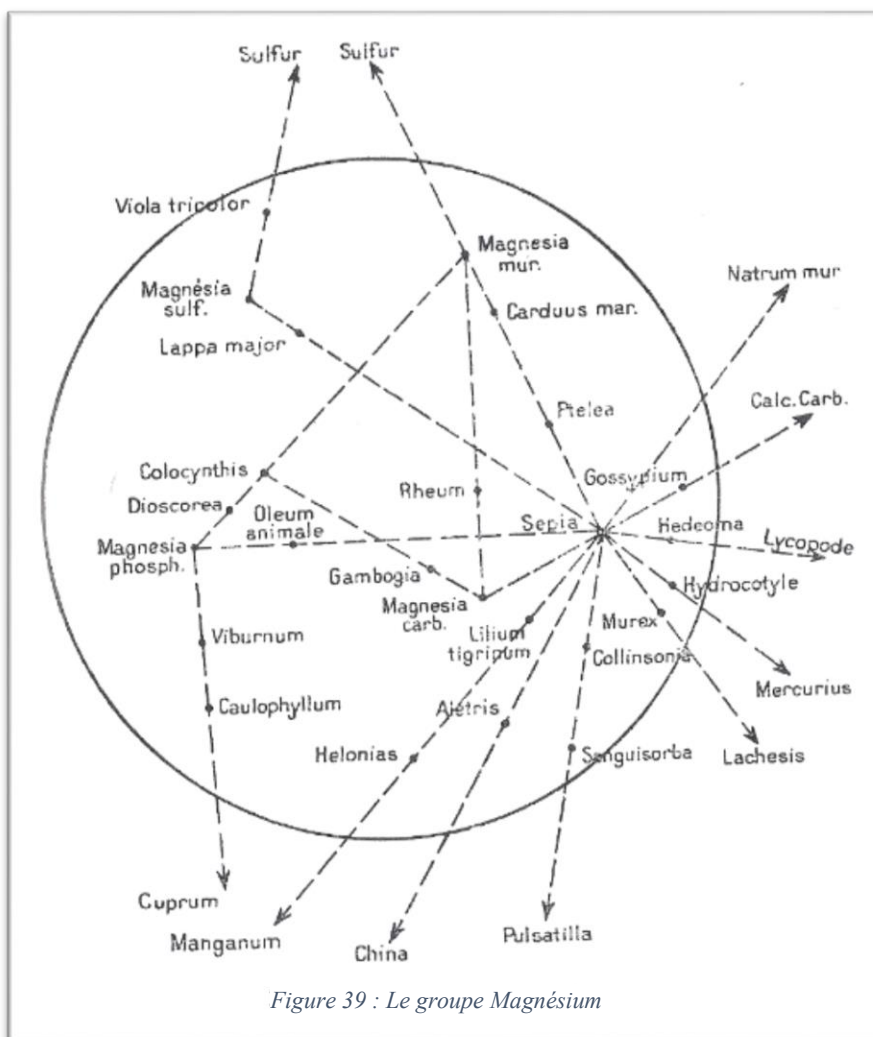 Sulfur
Sulfur
Viola tricolor
Magnesia
mur.
Natrum mur
Magnésia
sulf.
Carduus mar.
Lappa major
Calc. Carb.
Ptelea
Colocynthis
Gossypium
Rheum
Dioscorea
Oleum
animale
Sepia
Hedeoma
Lycopode
Magnesia
phosph.
Gambogia
Hydrocotyle
Magnesia
carb.
Murex
Viburnum
Lilium
tigrinum
Collinsonia
Mercurius
Caulophyllum
Aletris
Helonias
Sanguisorba
Lachesis
Cuprum
Manganum
China
Pulsatilla
Figure 39 : Le groupe Magnésium